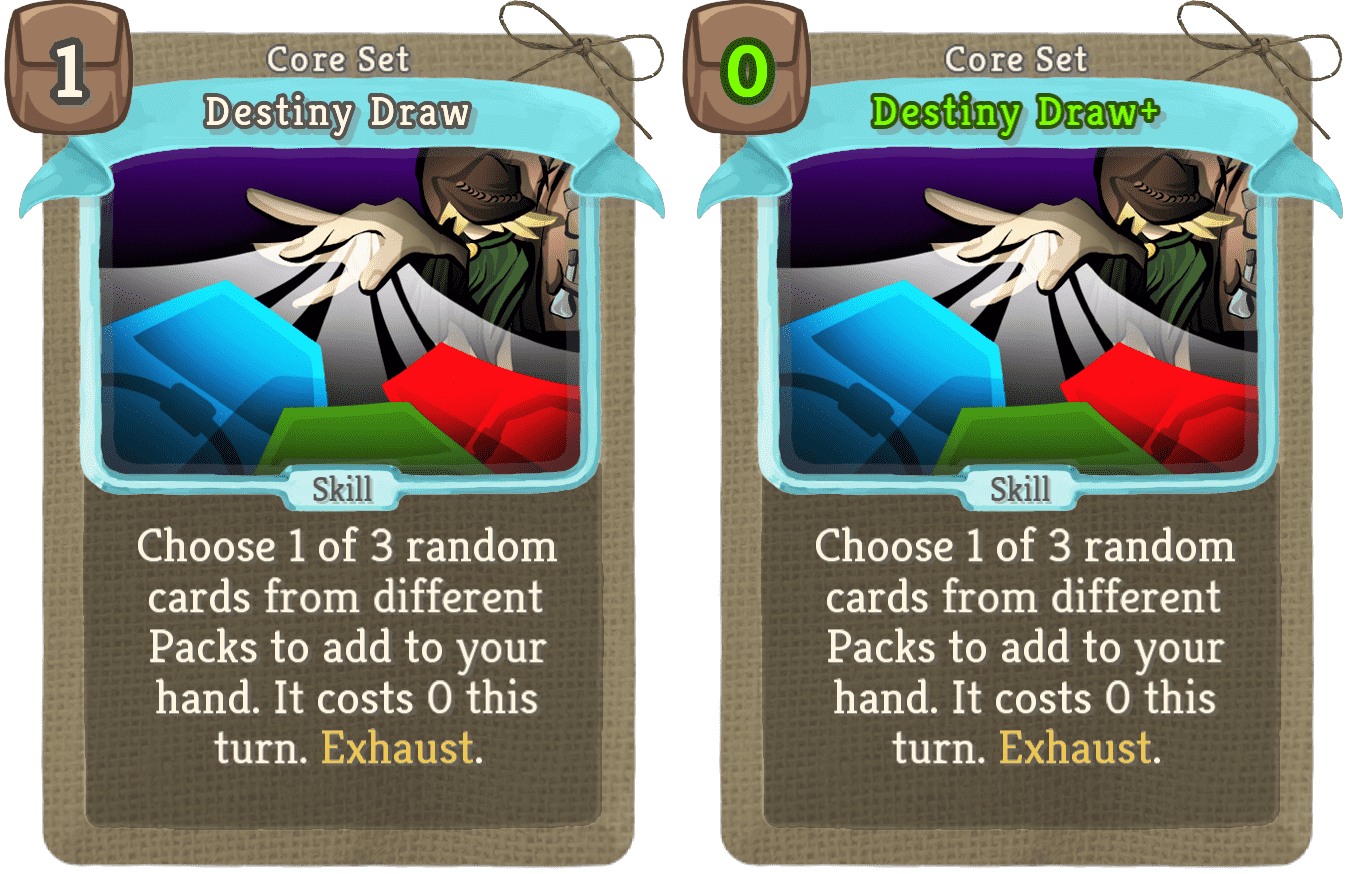 1
Core Set
Destiny Draw
Skill
Choose 1 of 3 random
cards from different
Packs to add to your
hand. It costs 0 this
turn. Exhaust.
0
Core Set
Destiny Draw+
Skill
Choose 1 of 3 random
cards from different
Packs to add to your
hand. It costs 0 this
turn. Exhaust.